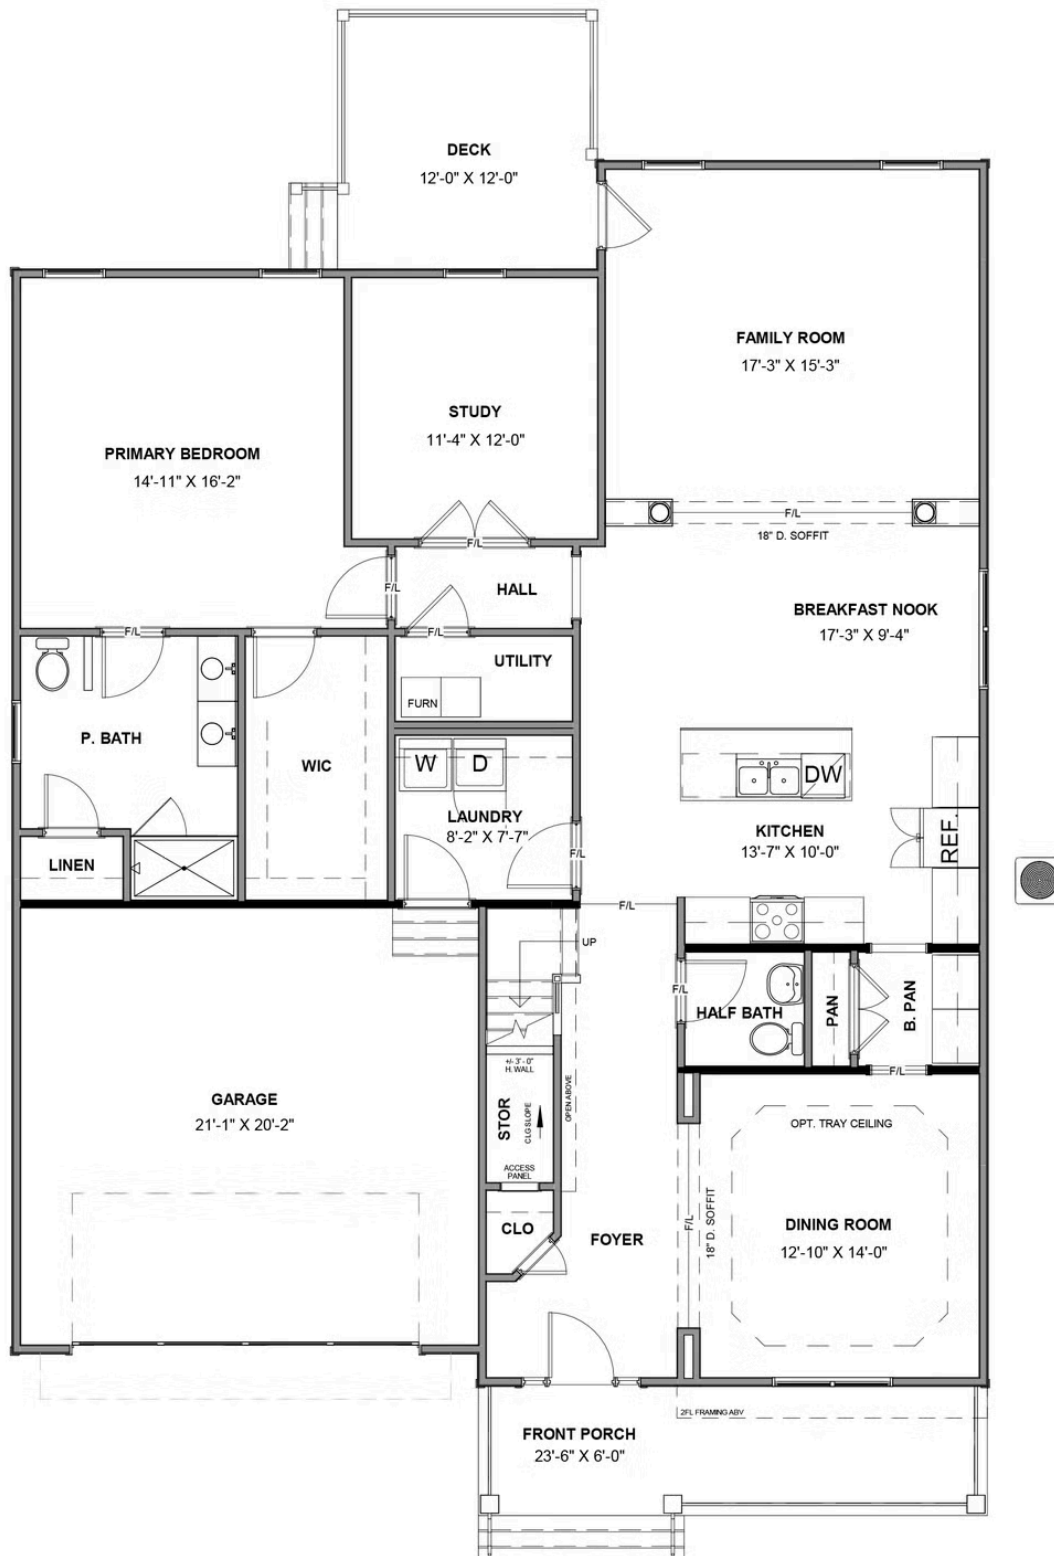 DECK
12'-0" X 12'-0"
FAMILY ROOM
17'-3" X 15'-3"
STUDY
11'-4" X 12'-0"
PRIMARY BEDROOM
14'-11" X 16'-2"
F/L
18" D. SOFFIT
F/L
F/L
HALL
BREAKFAST NOOK
17'-3" X 9'-4"
F/L
F/L
UTILITY
FURN
P. BATH
WIC
W
D
DW
LAUNDRY
8'-2" X 7'-7"
KITCHEN
13'-7" X 10'-0"
REF.
F/L
LINEN
F/L
UP
F/L
HALF BATH
PAN
B. PAN
+/- 3' - 0"
H. WALL
F/L
STOR
CLG SLOPE
OPEN ABOVE
GARAGE
21'-1" X 20'-2"
OPT. TRAY CEILING
ACCESS
PANEL
CLO
FOYER
F/L
18" D. SOFFIT
DINING ROOM
12'-10" X 14'-0"
2FL FRAMING ABV
FRONT PORCH
23'-6" X 6'-0"